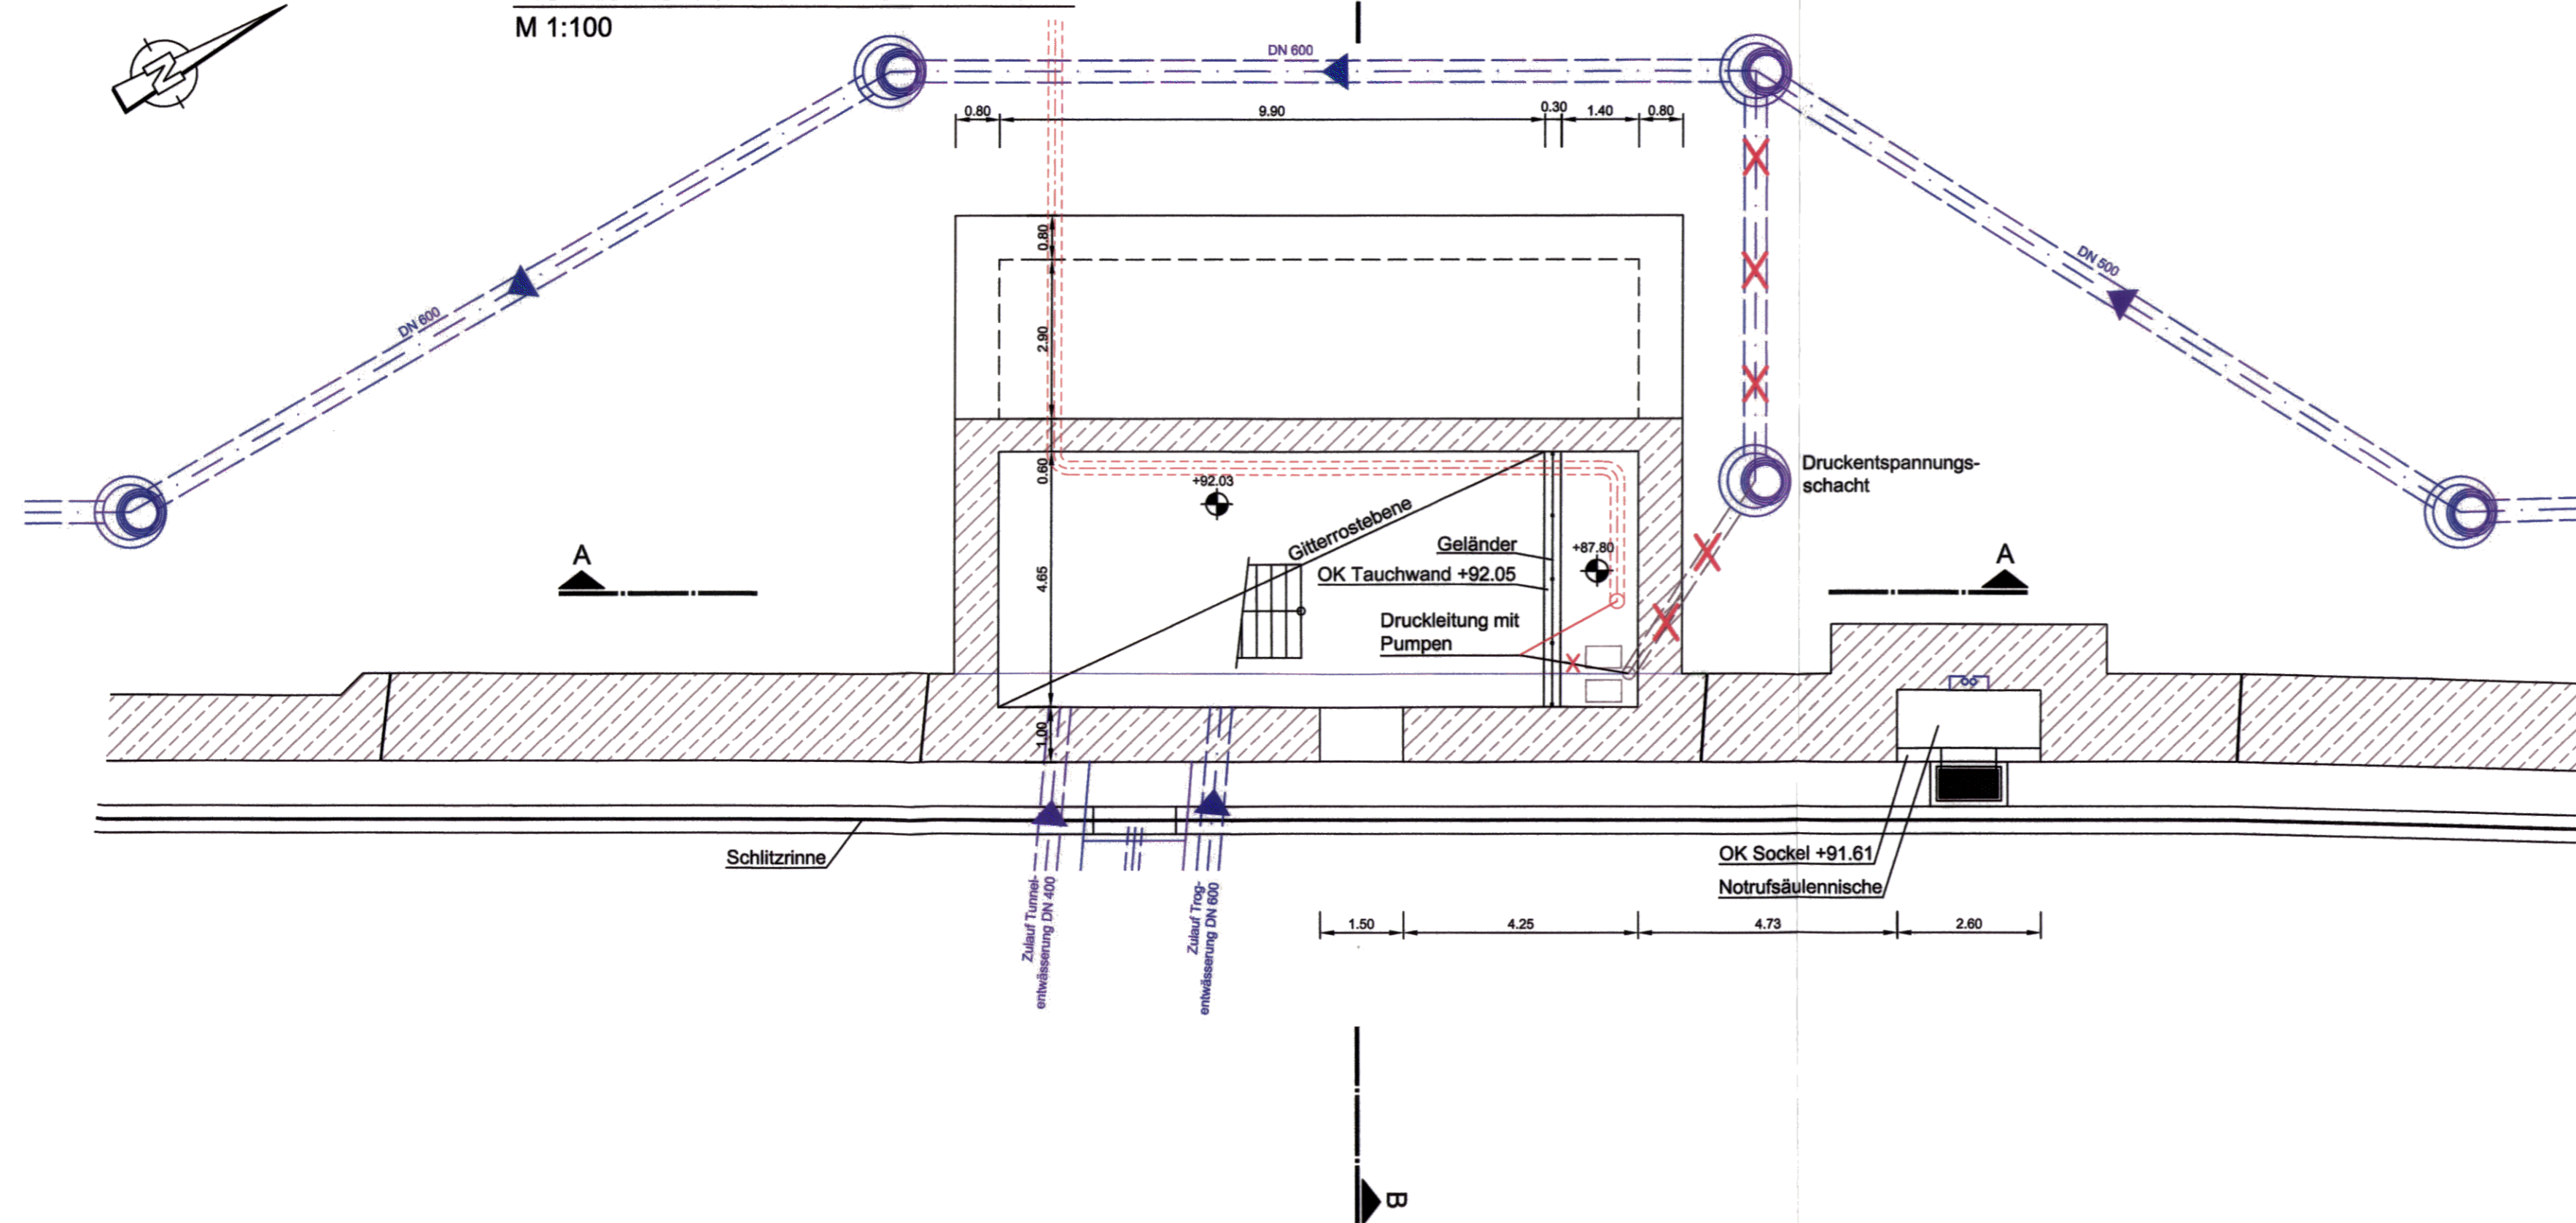 M 1:100
N
DN 600
0.80
9.90
0.30
1.40
0.80
0.80
DN 500
DN 600
2.90
Druckentspannungs-
schacht
0.60
+92.03
Gitterrostebene
Geländer
+87.80
A
A
OK Tauchwand +92.05
4.65
Druckleitung mit
Pumpen
1.00
Schlitzrinne
OK Sockel +91.61
Notrufsäulennische
Zulauf Tunnel-
entwässerung DN 400
Zulauf Trog-
entwässerung DN 600
1.50
4.25
4.73
2.60
B